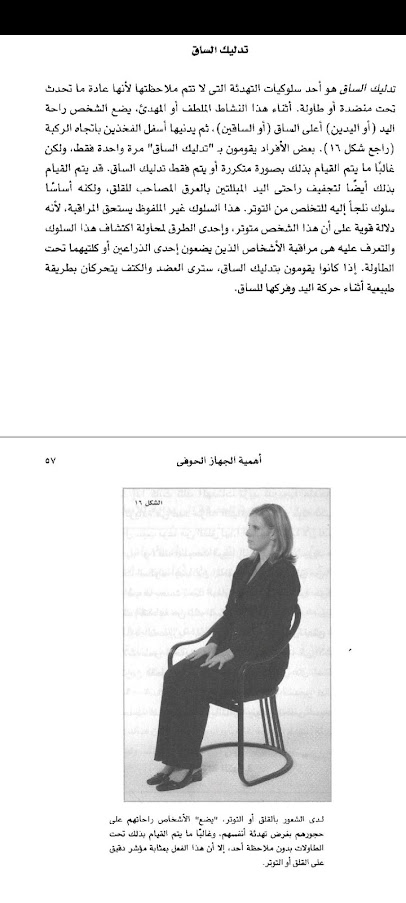 تدليك الساق
تدليك الساق هو أحد سلوكيات التهدئة التى لا تتم ملاحظتها لأنها عادة ما تحدث
تحت منضدة أو طاولة. أثناء هذا النشاط الملطف أو المهدئ، يضع الشخص راحة
اليد (أو اليدين) أعلى الساق (أو الساقين)، ثم يدنيها أسفل الفخذين باتجاه الركبة
(راجع شكل ١٦). بعض الأفراد يقومون بـ "تدليك الساق" مرة واحدة فقط، ولكن
غالبًا ما يتم القيام بذلك بصورة متكررة أو يتم فقط تدليك الساق. قد يتم القيام
بذلك أيضًا لتجفيف راحتى اليد المبللتين بالعرق المصاحب للقلق، ولكنه أساسًا
سلوك نلجأ إليه للتخلص من التوتر. هذا السلوك غير الملفوظ يستحق المراقبة، لأنه
دلالة قوية على أن هذا الشخص متوتر، وإحدى الطرق لمحاولة اكتشاف هذا السلوك
والتعرف عليه هى مراقبة الأشخاص الذين يضعون إحدى الذراعين أو كلتيهما تحت
الطاولة. إذا كانوا يقومون بتدليك الساق، سترى العضد والكتف يتحركان بطريقة
طبيعية أثناء حركة اليد وفركها للساق.
أهمية الجهاز الحوفى ٥٧
الشكل ١٦
لدى الشعور بالقلق أو التوتر، "يضع" الأشخاص راحاتهم على
حجورهم بغرض تهدئة أنفسهم، وغالبًا ما يتم القيام بذلك تحت
الطاولات بدون ملاحظة أحد، إلا أن هذا الفعل بمثابة مؤشر دقيق
على القلق أو التوتر.